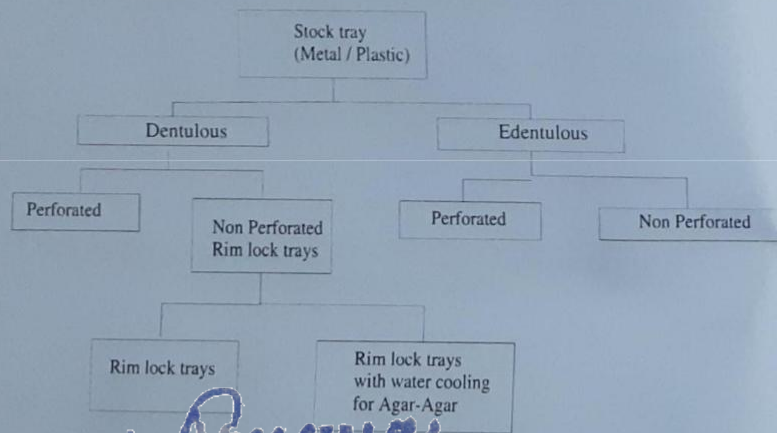 Stock tray
(Metal / Plastic)
Dentulous
Edentulous
Perforated
Non Perforated
Rim lock trays
Perforated
Non Perforated
Rim lock trays
Rim lock trays
with water cooling
for Agar-Agar